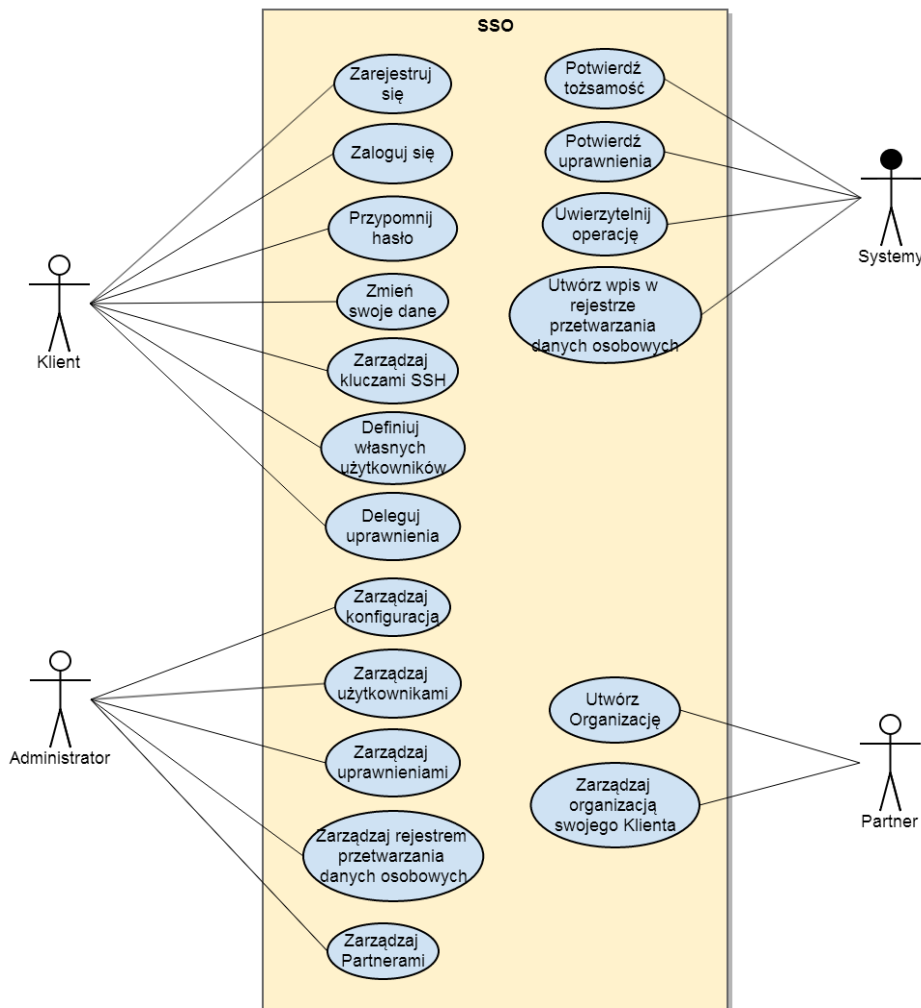 SSO
Zarejestruj
się
Zaloguj się
Przypomnij
hasło
Zmień
swoje dane
Zarządzaj
kluczami SSH
Definiuj
własnych
użytkowników
Deleguj
uprawnienia
Klient
Potwierdź
tożsamość
Potwierdź
uprawnienia
Uwierzytelnij
operację
Utwórz wpis w
rejestrze
przetwarzania
danych osobowych
Systemy
Zarządzaj
konfiguracją
Zarządzaj
użytkownikami
Zarządzaj
uprawnieniami
Zarządzaj rejestrem
przetwarzania
danych osobowych
Zarządzaj
Partnerami
Administrator
Utwórz
Organizację
Zarządzaj
organizacją
swojego Klienta
Partner